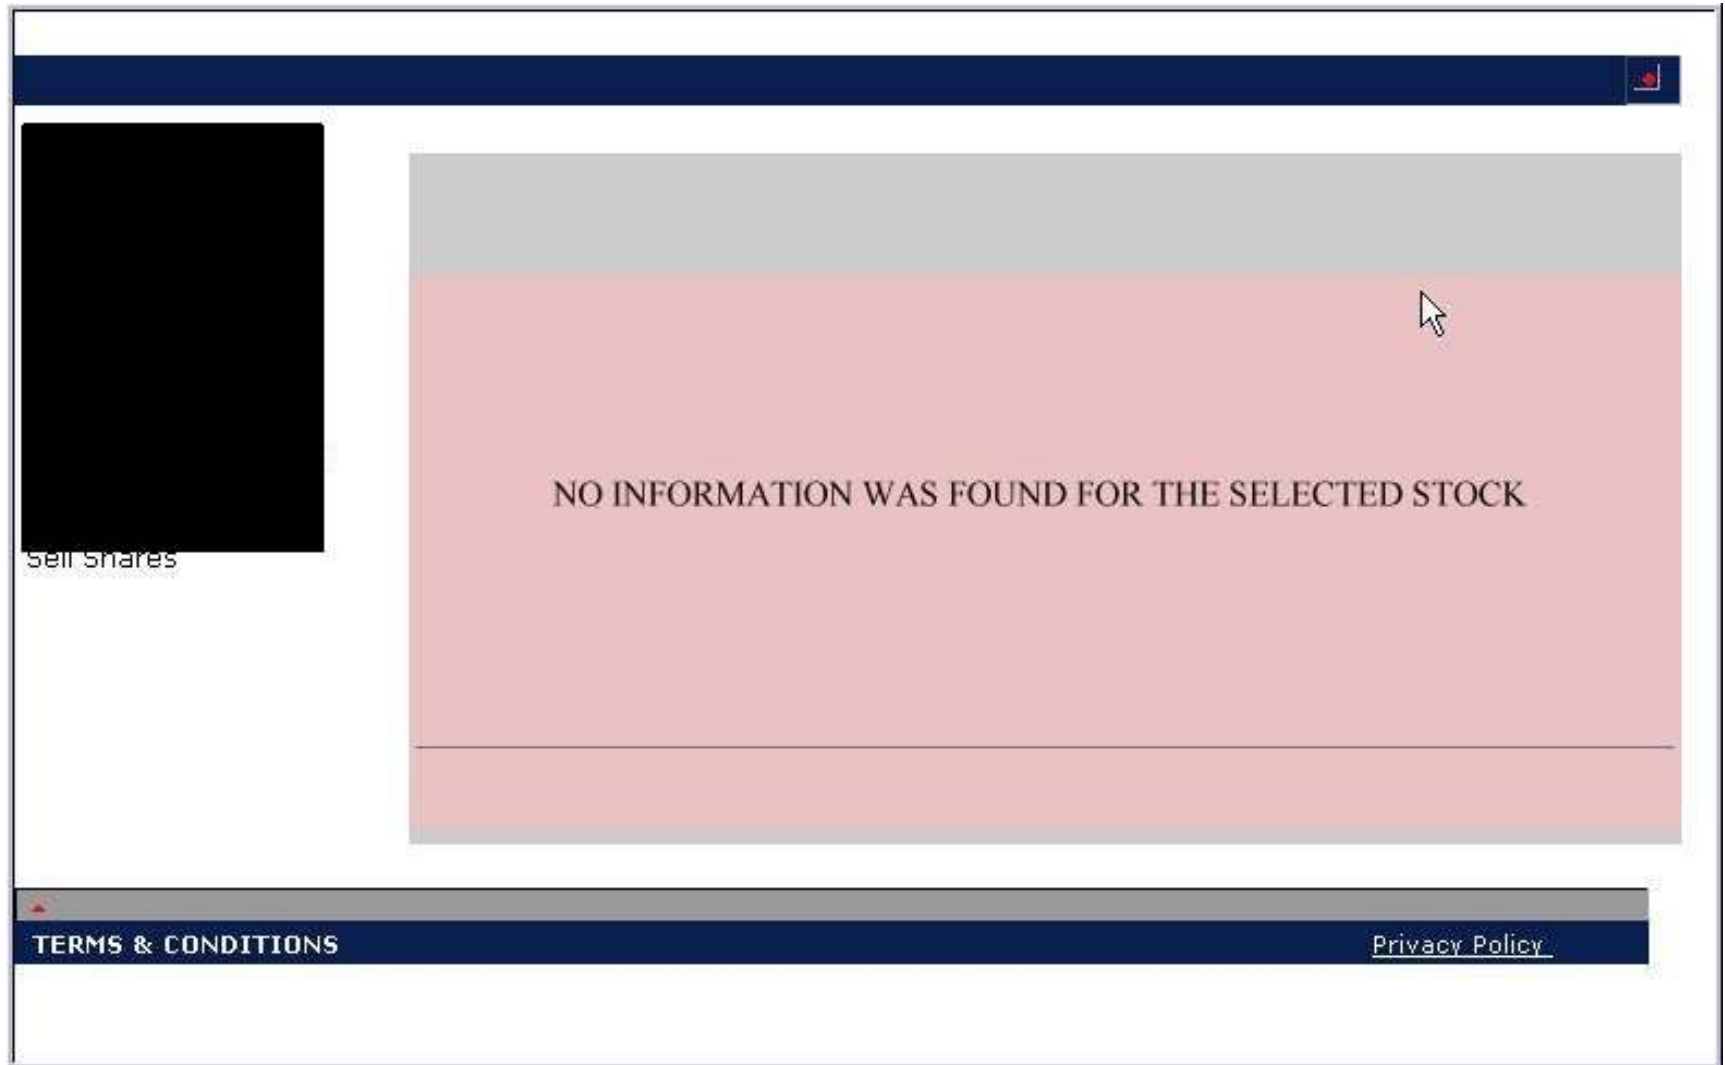 NO INFORMATION WAS FOUND FOR THE SELECTED STOCK
Sell Shares
TERMS & CONDITIONS
Privacy Policy